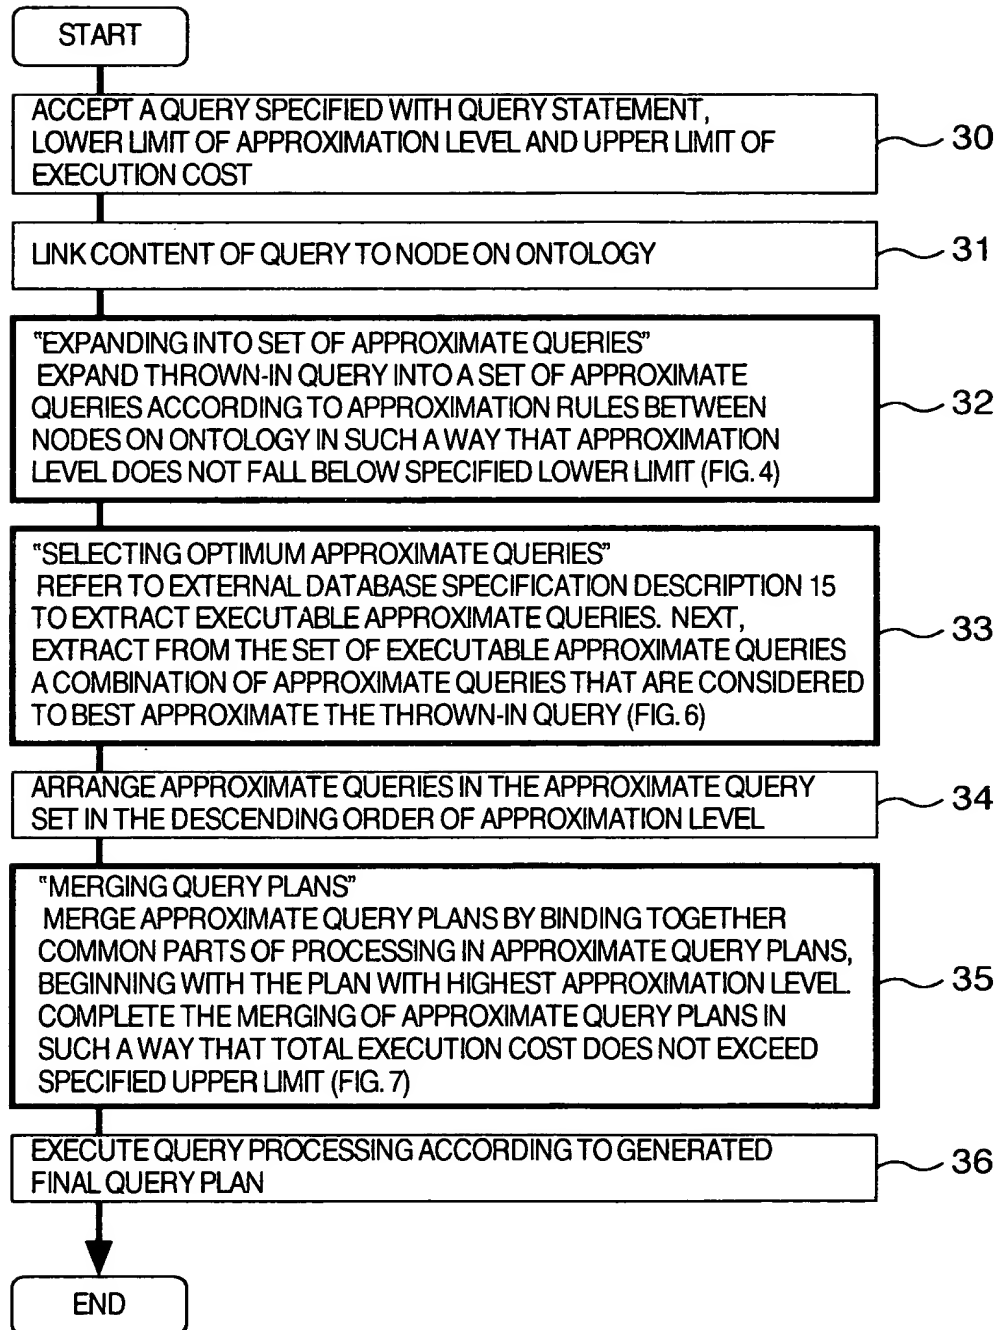 START
ACCEPT A QUERY SPECIFIED WITH QUERY STATEMENT,
LOWER LIMIT OF APPROXIMATION LEVEL AND UPPER LIMIT OF
EXECUTION COST
30
LINK CONTENT OF QUERY TO NODE ON ONTOLOGY
31
"EXPANDING INTO SET OF APPROXIMATE QUERIES"
EXPAND THROWN-IN QUERY INTO A SET OF APPROXIMATE
QUERIES ACCORDING TO APPROXIMATION RULES BETWEEN
NODES ON ONTOLOGY IN SUCH A WAY THAT APPROXIMATION
LEVEL DOES NOT FALL BELOW SPECIFIED LOWER LIMIT (FIG. 4)
32
"SELECTING OPTIMUM APPROXIMATE QUERIES"
REFER TO EXTERNAL DATABASE SPECIFICATION DESCRIPTION 15
TO EXTRACT EXECUTABLE APPROXIMATE QUERIES. NEXT,
EXTRACT FROM THE SET OF EXECUTABLE APPROXIMATE QUERIES
A COMBINATION OF APPROXIMATE QUERIES THAT ARE CONSIDERED
TO BEST APPROXIMATE THE THROWN-IN QUERY (FIG. 6)
33
ARRANGE APPROXIMATE QUERIES IN THE APPROXIMATE QUERY
SET IN THE DESCENDING ORDER OF APPROXIMATION LEVEL
34
"MERGING QUERY PLANS"
MERGE APPROXIMATE QUERY PLANS BY BINDING TOGETHER
COMMON PARTS OF PROCESSING IN APPROXIMATE QUERY PLANS,
BEGINNING WITH THE PLAN WITH HIGHEST APPROXIMATION LEVEL.
COMPLETE THE MERGING OF APPROXIMATE QUERY PLANS IN
SUCH A WAY THAT TOTAL EXECUTION COST DOES NOT EXCEED
SPECIFIED UPPER LIMIT (FIG. 7)
35
EXECUTE QUERY PROCESSING ACCORDING TO GENERATED
FINAL QUERY PLAN
36
END